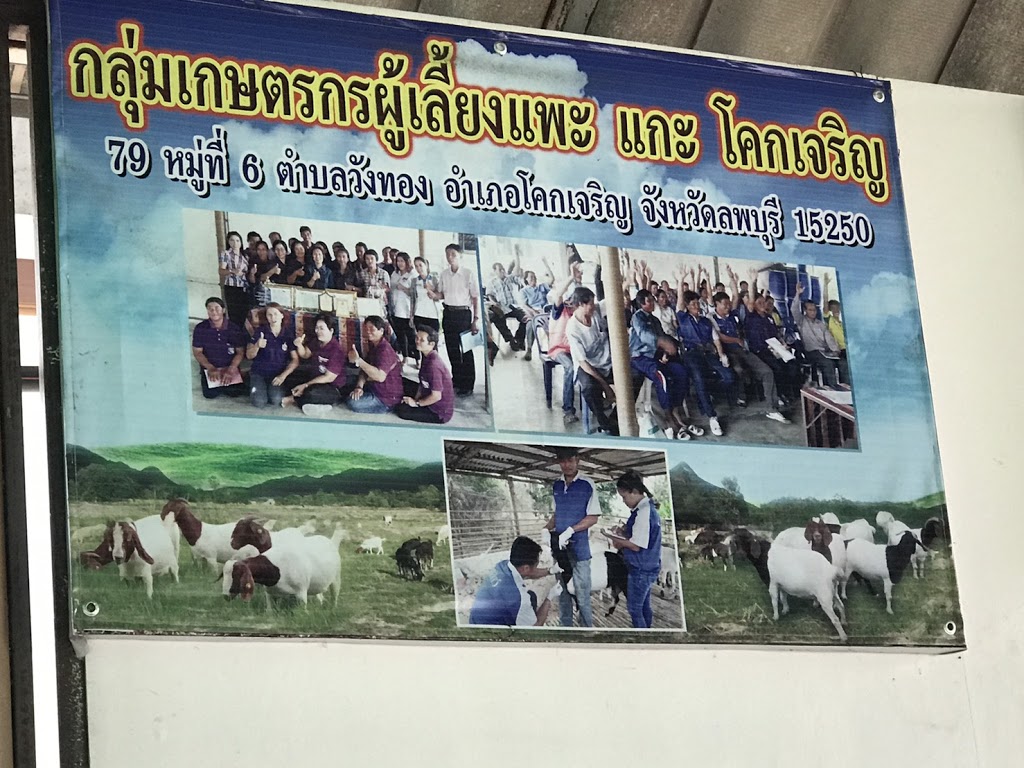 กลุ่มเกษตรกรผู้เลี้ยงแพะ แกะ โคกเจริญ
79 หมู่ที่ 6 ตำบลวังทอง อำเภอโคกเจริญ จังหวัดลพบุรี 15250